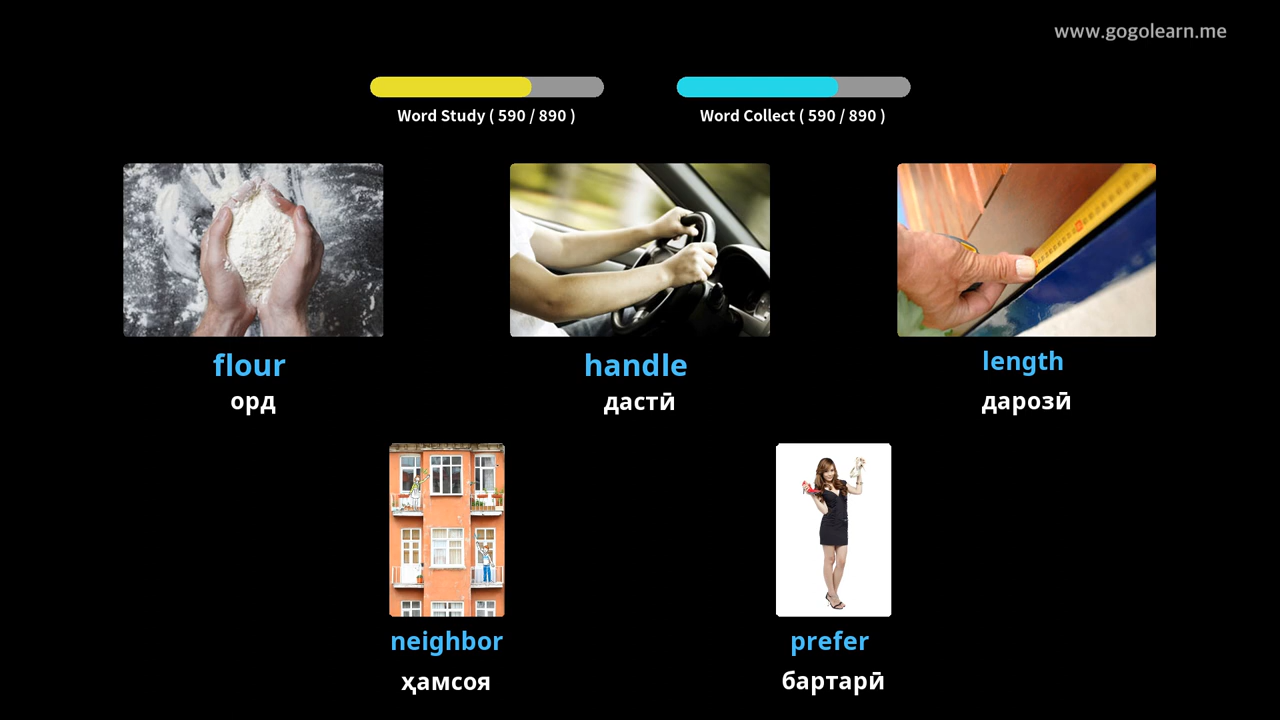 www.gogolearn.me
Word Study ( 590 / 890 )
Word Collect ( 590 / 890 )
flour
handle
length
орд
дастӣ
дарозӣ
neighbor
prefer
ҳамсоя
бартарӣ